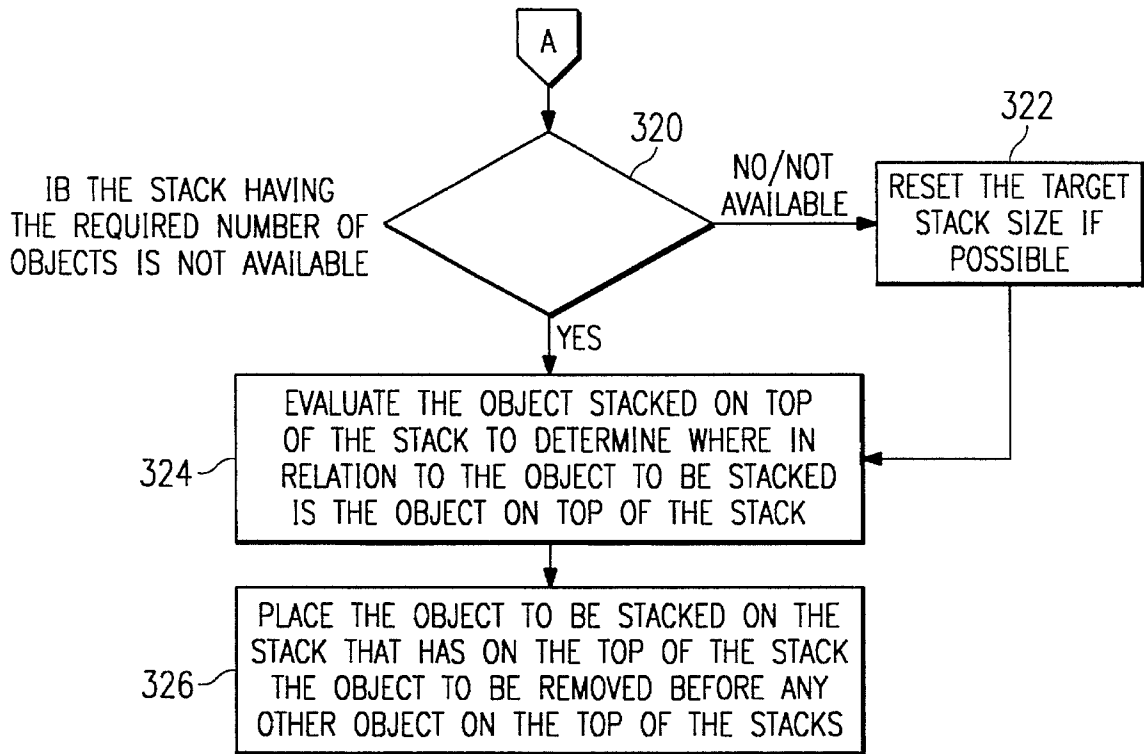 A
320
IB THE STACK HAVING
THE REQUIRED NUMBER OF
OBJECTS IS NOT AVAILABLE
NO/NOT
AVAILABLE
322
RESET THE TARGET
STACK SIZE IF
POSSIBLE
YES
324
EVALUATE THE OBJECT STACKED ON TOP
OF THE STACK TO DETERMINE WHERE IN
RELATION TO THE OBJECT TO BE STACKED
IS THE OBJECT ON TOP OF THE STACK
326
PLACE THE OBJECT TO BE STACKED ON THE
STACK THAT HAS ON THE TOP OF THE STACK
THE OBJECT TO BE REMOVED BEFORE ANY
OTHER OBJECT ON THE TOP OF THE STACKS